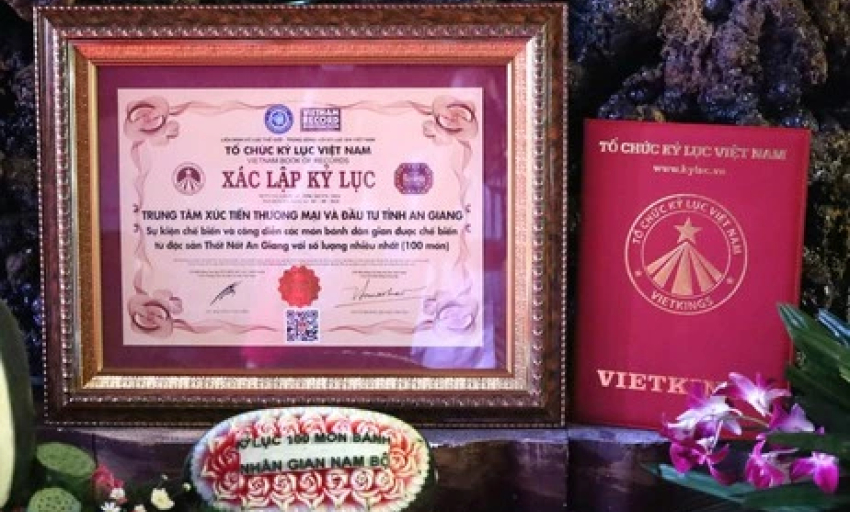 VIETNAM
RECORD
TỔ CHỨC KỶ LỤC VIỆT NAM
VIETNAM BOOK OF RECORDS
XÁC LẬP KỶ LỤC
TRUNG TÂM XÚC TIẾN THƯƠNG MẠI VÀ ĐẦU TƯ TỈNH AN GIANG
Sự kiện chế biến và công diễn các món bánh dân gian được chế biến
từ đặc sản Thốt Nốt An Giang với số lượng nhiều nhất (100 món)
TỔ CHỨC KỶ LỤC VIỆT NAM
www.kyluc.vn
TỔ CHỨC KỶ LỤC VIỆT NAM
VIETKINGS
VIETKIN
LỤC 100 MÓN BÁNH
NHÂN GIAN NAM BỘ